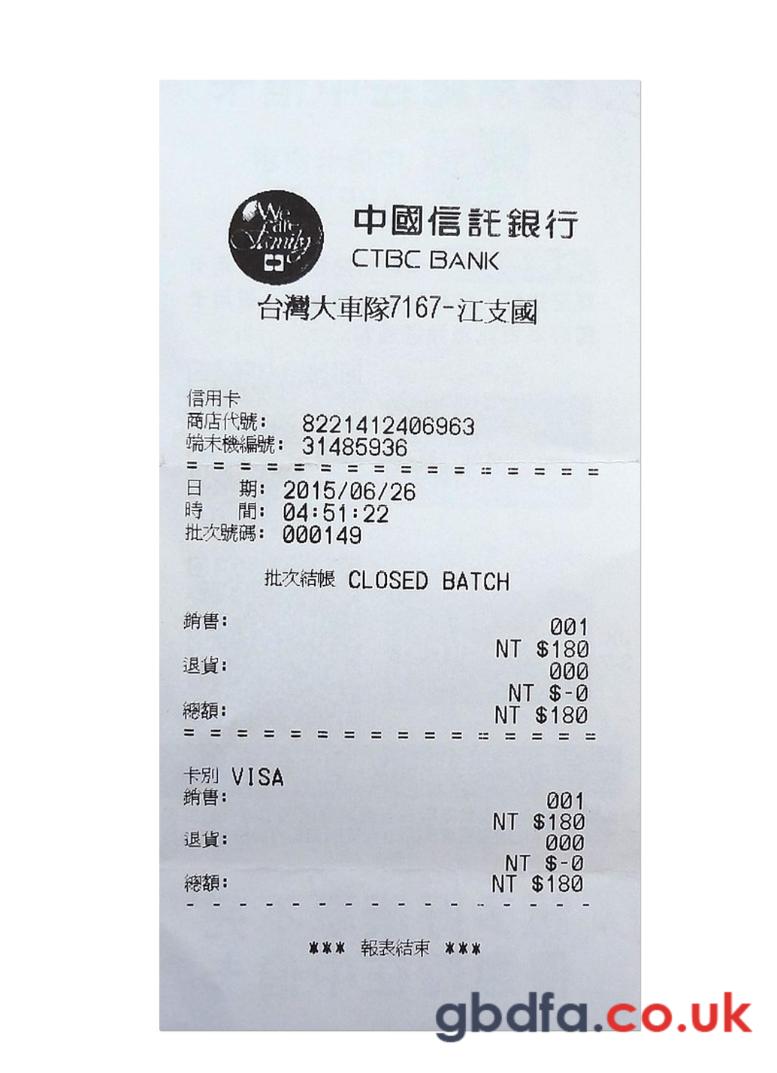 We are Family
中國信託銀行
CTBC BANK
台灣大車隊7167-江支國
信用卡
商店代號: 8221412406963
端末機編號: 31485936
= = = = = = = = = = = = = = = =
日 期: 2015/06/26
時 間: 04:51:22
批次號碼: 000149
批次結帳 CLOSED BATCH
銷售: 001
NT $180
退貨: 000
NT $-0
總額: NT $180
= = = = = = = = = = = = = = = =
卡別 VISA
銷售: 001
NT $180
退貨: 000
NT $-0
總額: NT $180
- - - - - - - - - - - - - - - -
*** 報表結束 ***
gbdfa.co.uk